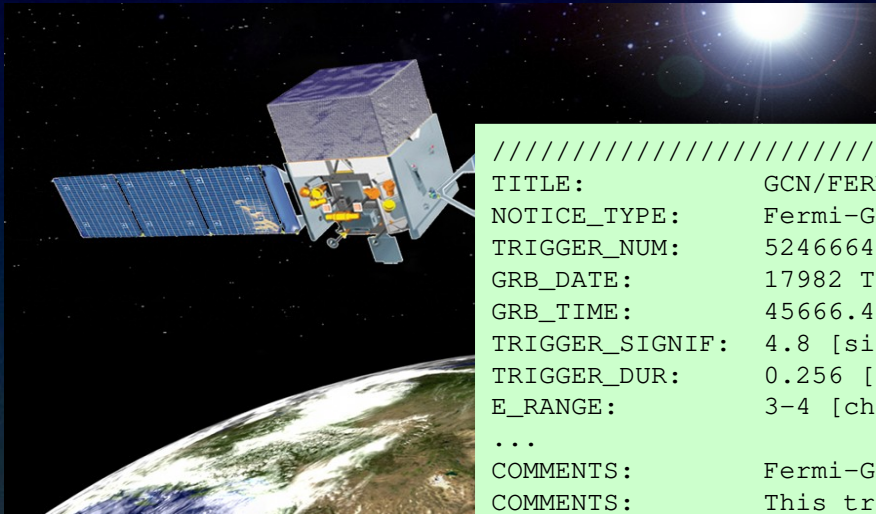 ////////////////////////
TITLE: GCN/FER
NOTICE_TYPE: Fermi-G
TRIGGER_NUM: 5246664
GRB_DATE: 17982 T
GRB_TIME: 45666.4
TRIGGER_SIGNIF: 4.8 [si
TRIGGER_DUR: 0.256 [
E_RANGE: 3-4 [ch
...
COMMENTS: Fermi-G
COMMENTS: This tr